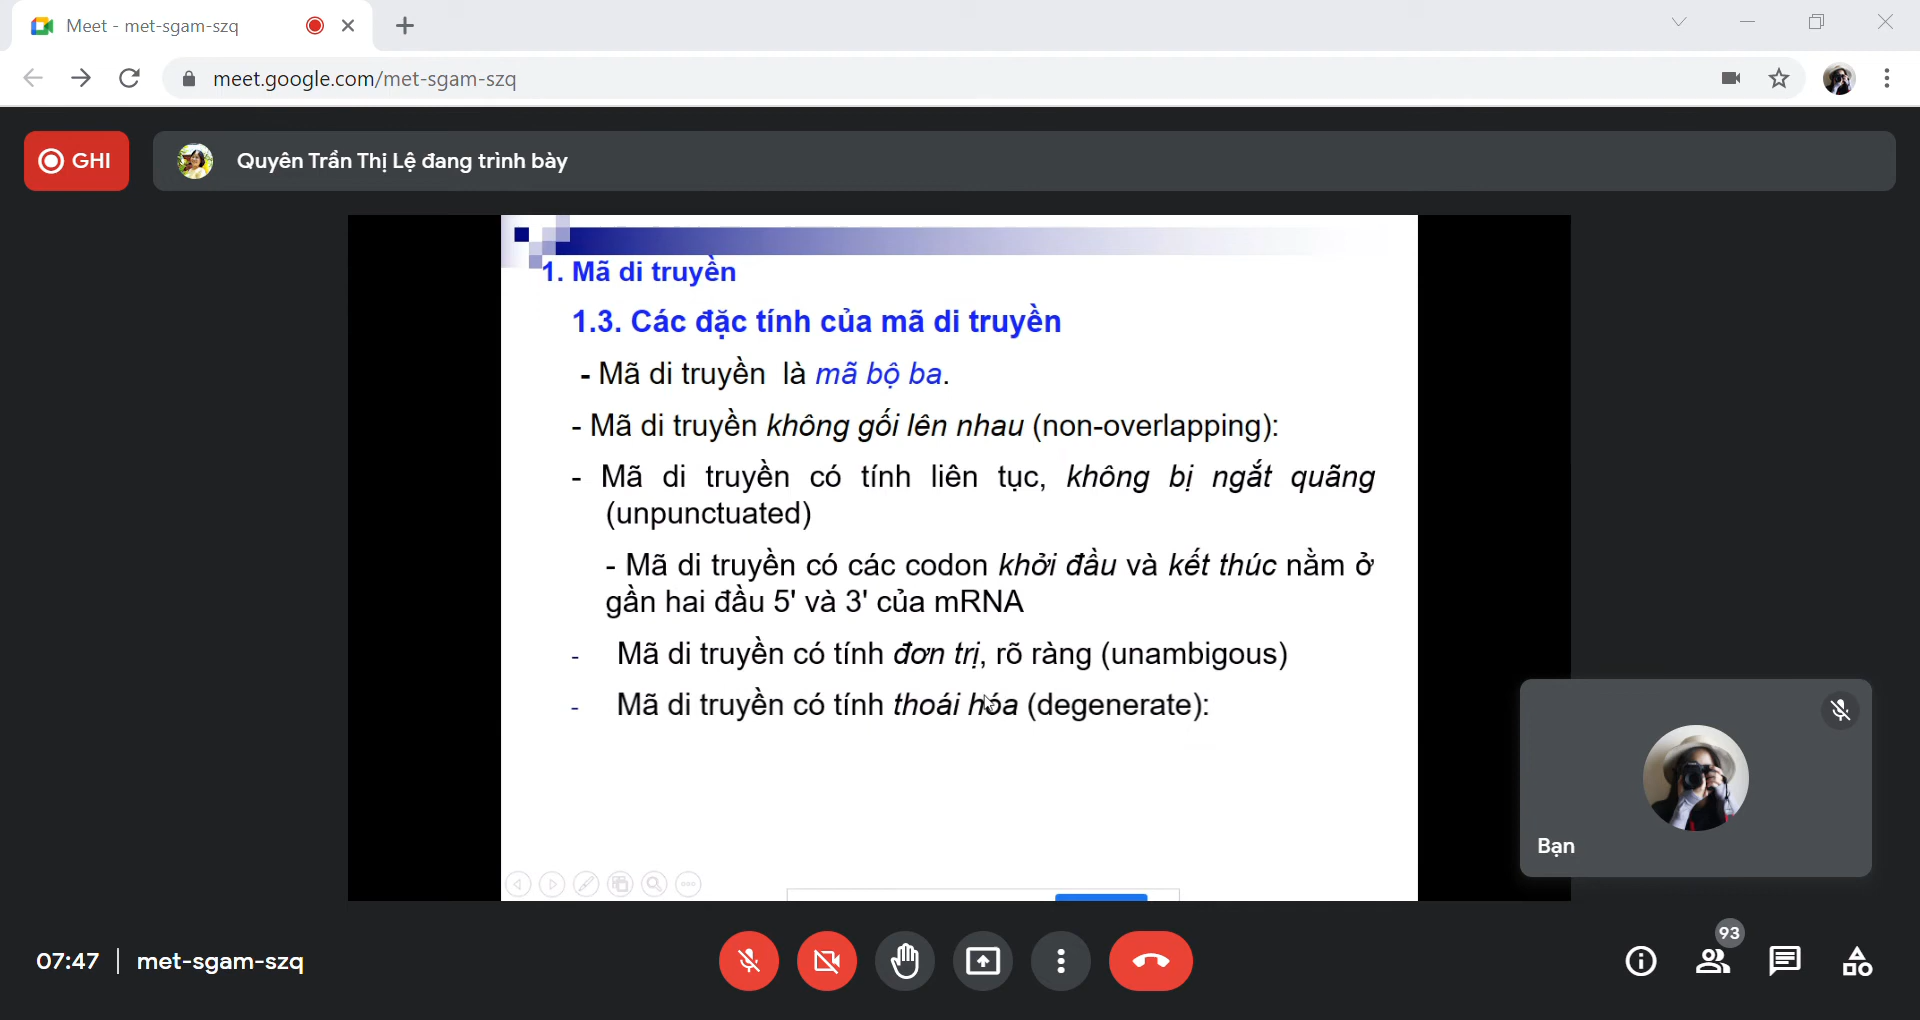 Meet - met-sgam-szq
meet.google.com/met-sgam-szq
GHI
Quyên Trần Thị Lệ đang trình bày
1. Mã di truyền
1.3. Các đặc tính của mã di truyền
- Mã di truyền là mã bộ ba.
- Mã di truyền không gối lên nhau (non-overlapping):
- Mã di truyền có tính liên tục, không bị ngắt quãng
(unpunctuated)
- Mã di truyền có các codon khởi đầu và kết thúc nằm ở
gần hai đầu 5' và 3' của mRNA
- Mã di truyền có tính đơn trị, rõ ràng (unambigous)
- Mã di truyền có tính thoái hóa (degenerate):
Bạn
07:47 | met-sgam-szq
93